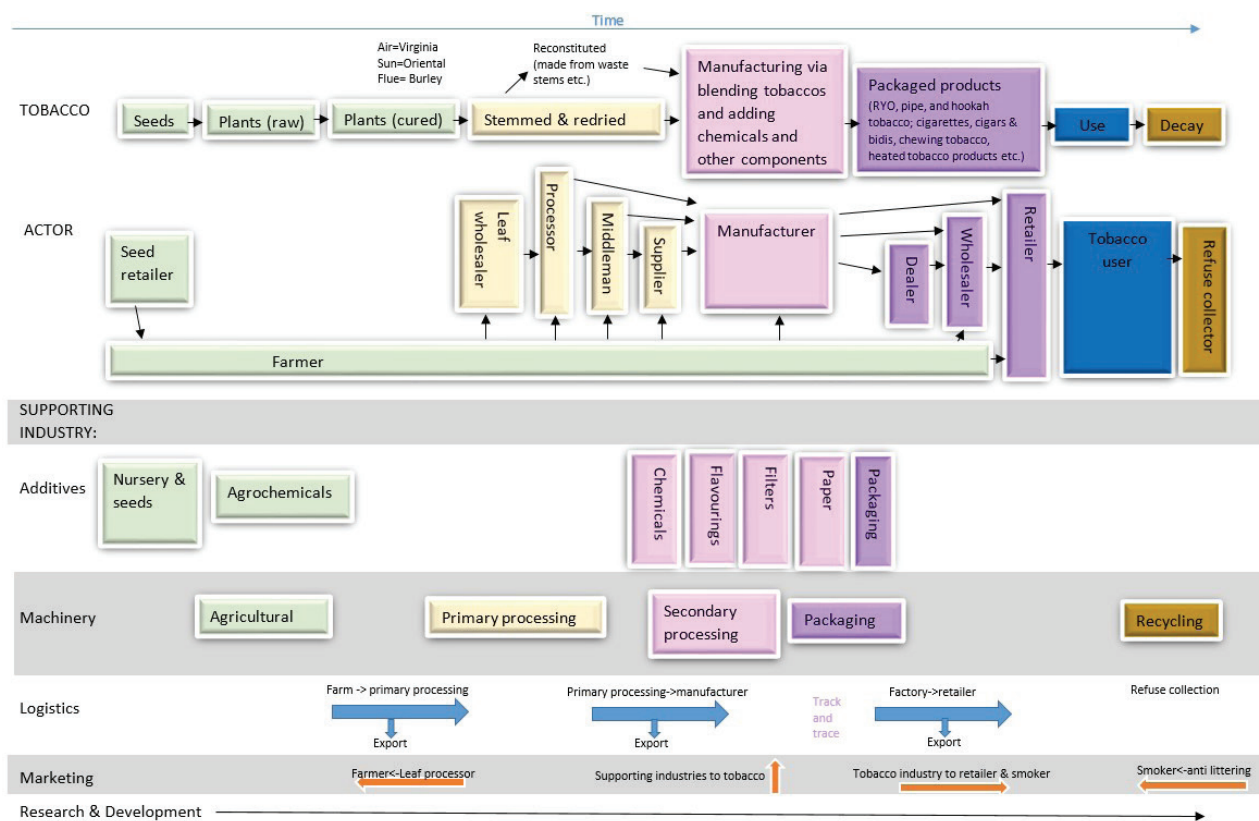 Time
Air=Virginia
Sun=Oriental
Flue= Burley
Reconstituted
(made from waste
stems etc.)
TOBACCO
Seeds
Plants (raw)
Plants (cured)
Stemmed & redried
Manufacturing via
blending tobaccos
and adding
chemicals and
other components
Packaged products
(RYO, pipe, and hookah
tobacco; cigarettes, cigars &
bidis, chewing tobacco,
heated tobacco products etc.)
Use
Decay
ACTOR
Seed
retailer
Leaf
wholesaler
Processor
Middleman
Supplier
Manufacturer
Dealer
Wholesaler
Retailer
Tobacco
user
Refuse collector
Farmer
SUPPORTING
INDUSTRY:
Additives
Nursery &
seeds
Agrochemicals
Chemicals
Flavourings
Filters
Paper
Packaging
Machinery
Agricultural
Primary processing
Secondary
processing
Packaging
Recycling
Logistics
Farm -> primary processing
Export
Primary processing->manufacturer
Export
Track
and
trace
Factory->retailer
Export
Refuse collection
Marketing
Farmer<-Leaf processor
Supporting industries to tobacco
Tobacco industry to retailer & smoker
Smoker<-anti littering
Research & Development